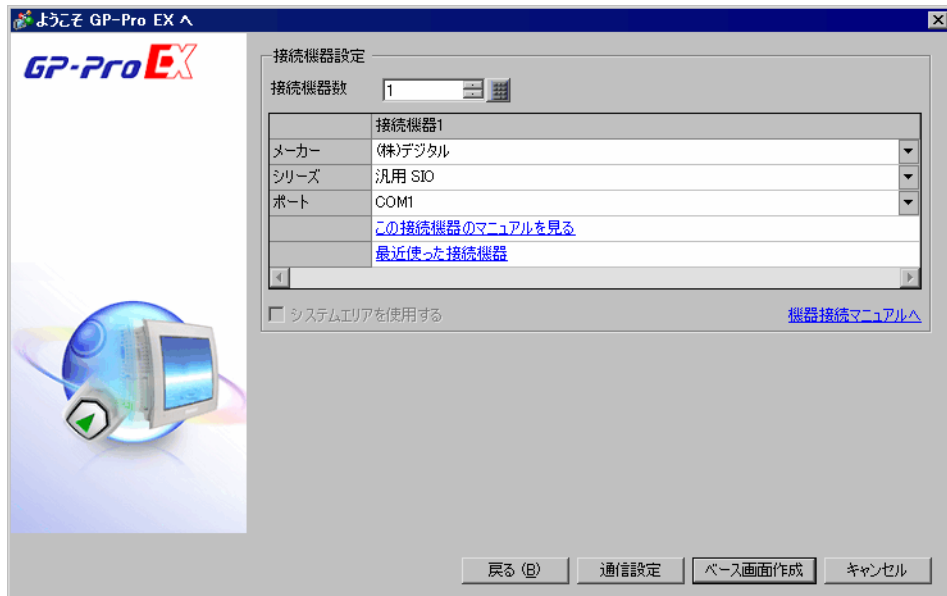 ようこそ GP-Pro EX へ
GP-Pro EX
接続機器設定
接続機器数 1
接続機器1
メーカー (株)デジタル
シリーズ 汎用 SIO
ポート COM1
この接続機器のマニュアルを見る
最近使った接続機器
システムエリアを使用する 機器接続マニュアルへ
戻る (B) 通信設定 ベース画面作成 キャンセル